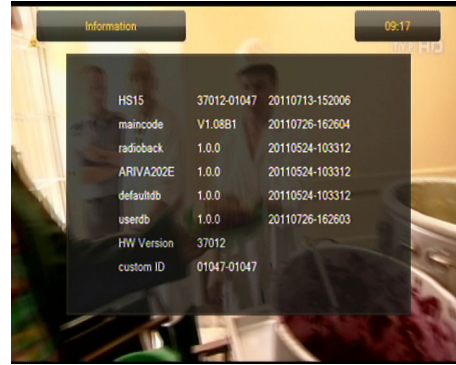 Information 09:17
TVP HD
HS15 37012-01047 20110713-152006
maincode V1.08B1 20110726-162604
radioback 1.0.0 20110524-103312
ARIVA202E 1.0.0 20110524-103312
defaultdb 1.0.0 20110524-103312
userdb 1.0.0 20110726-162603
HW Version 37012
custom ID 01047-01047